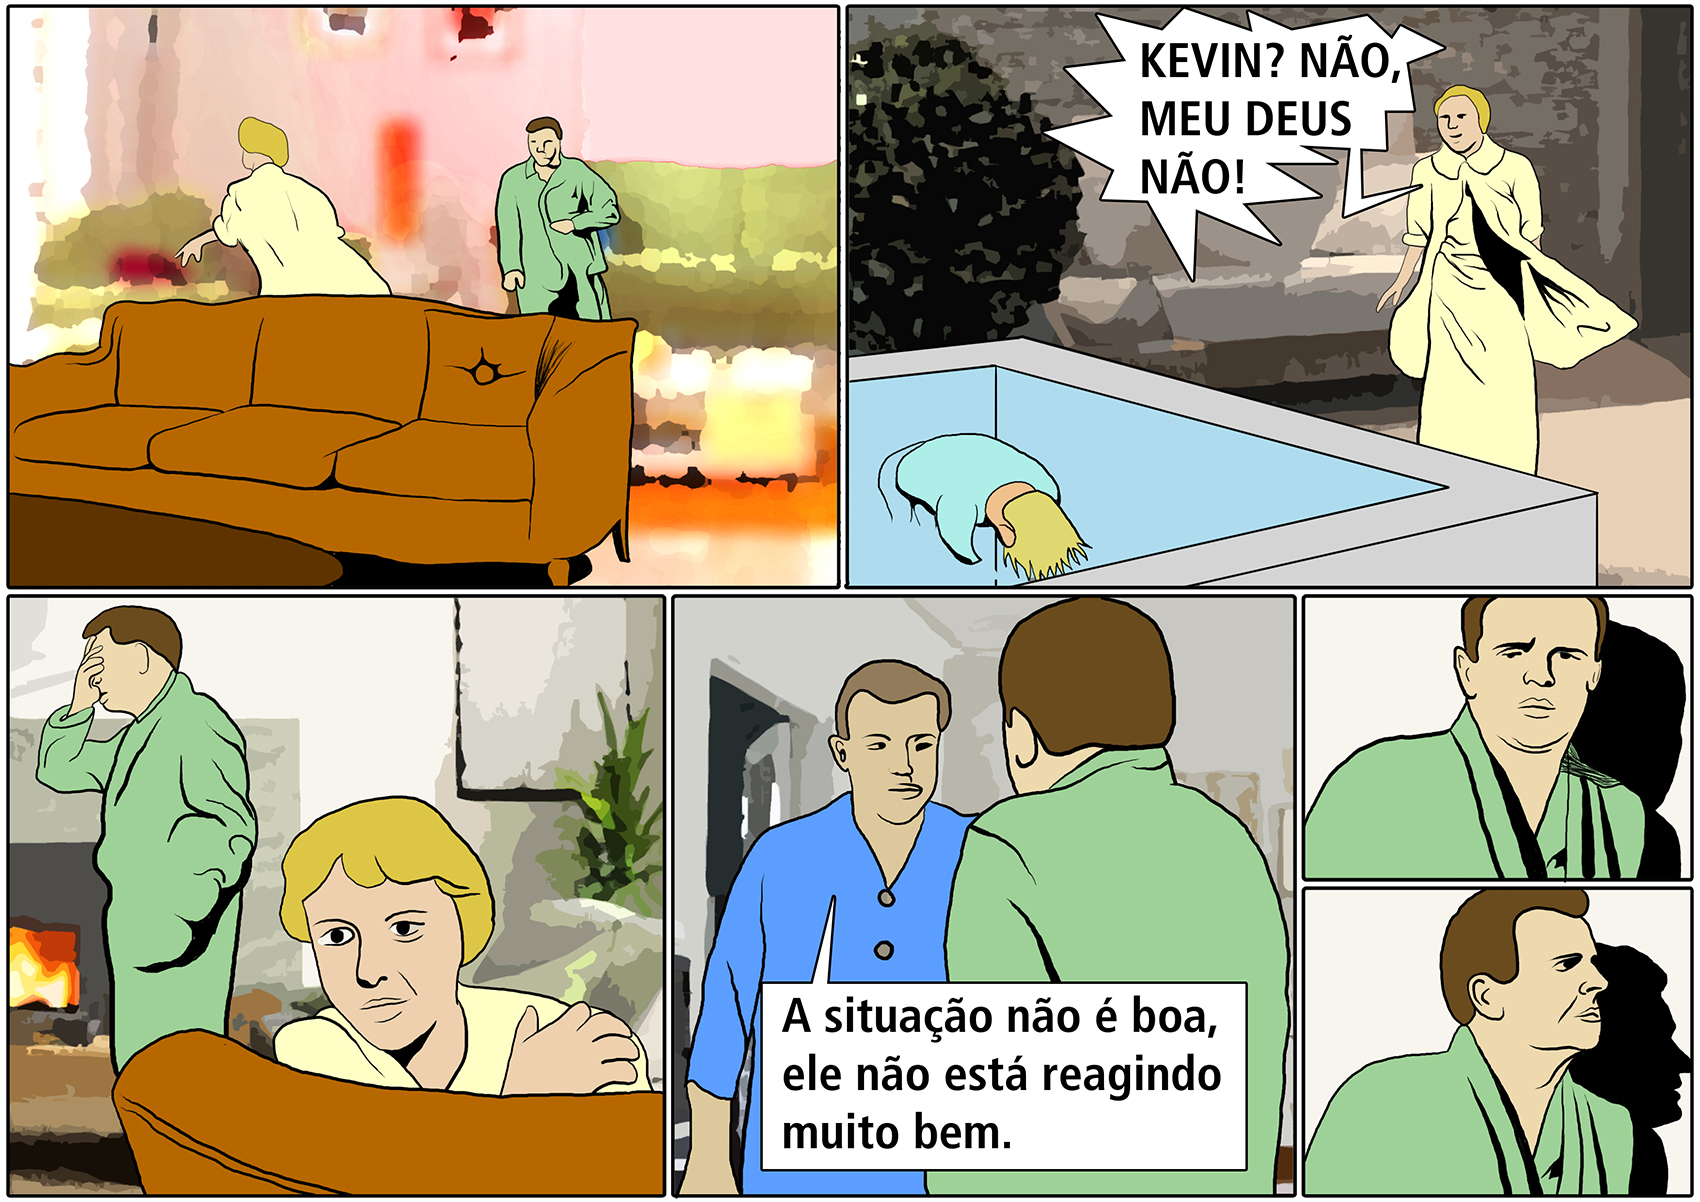 KEVIN? NÃO,
MEU DEUS
NÃO!
A situação não é boa,
ele não está reagindo
muito bem.